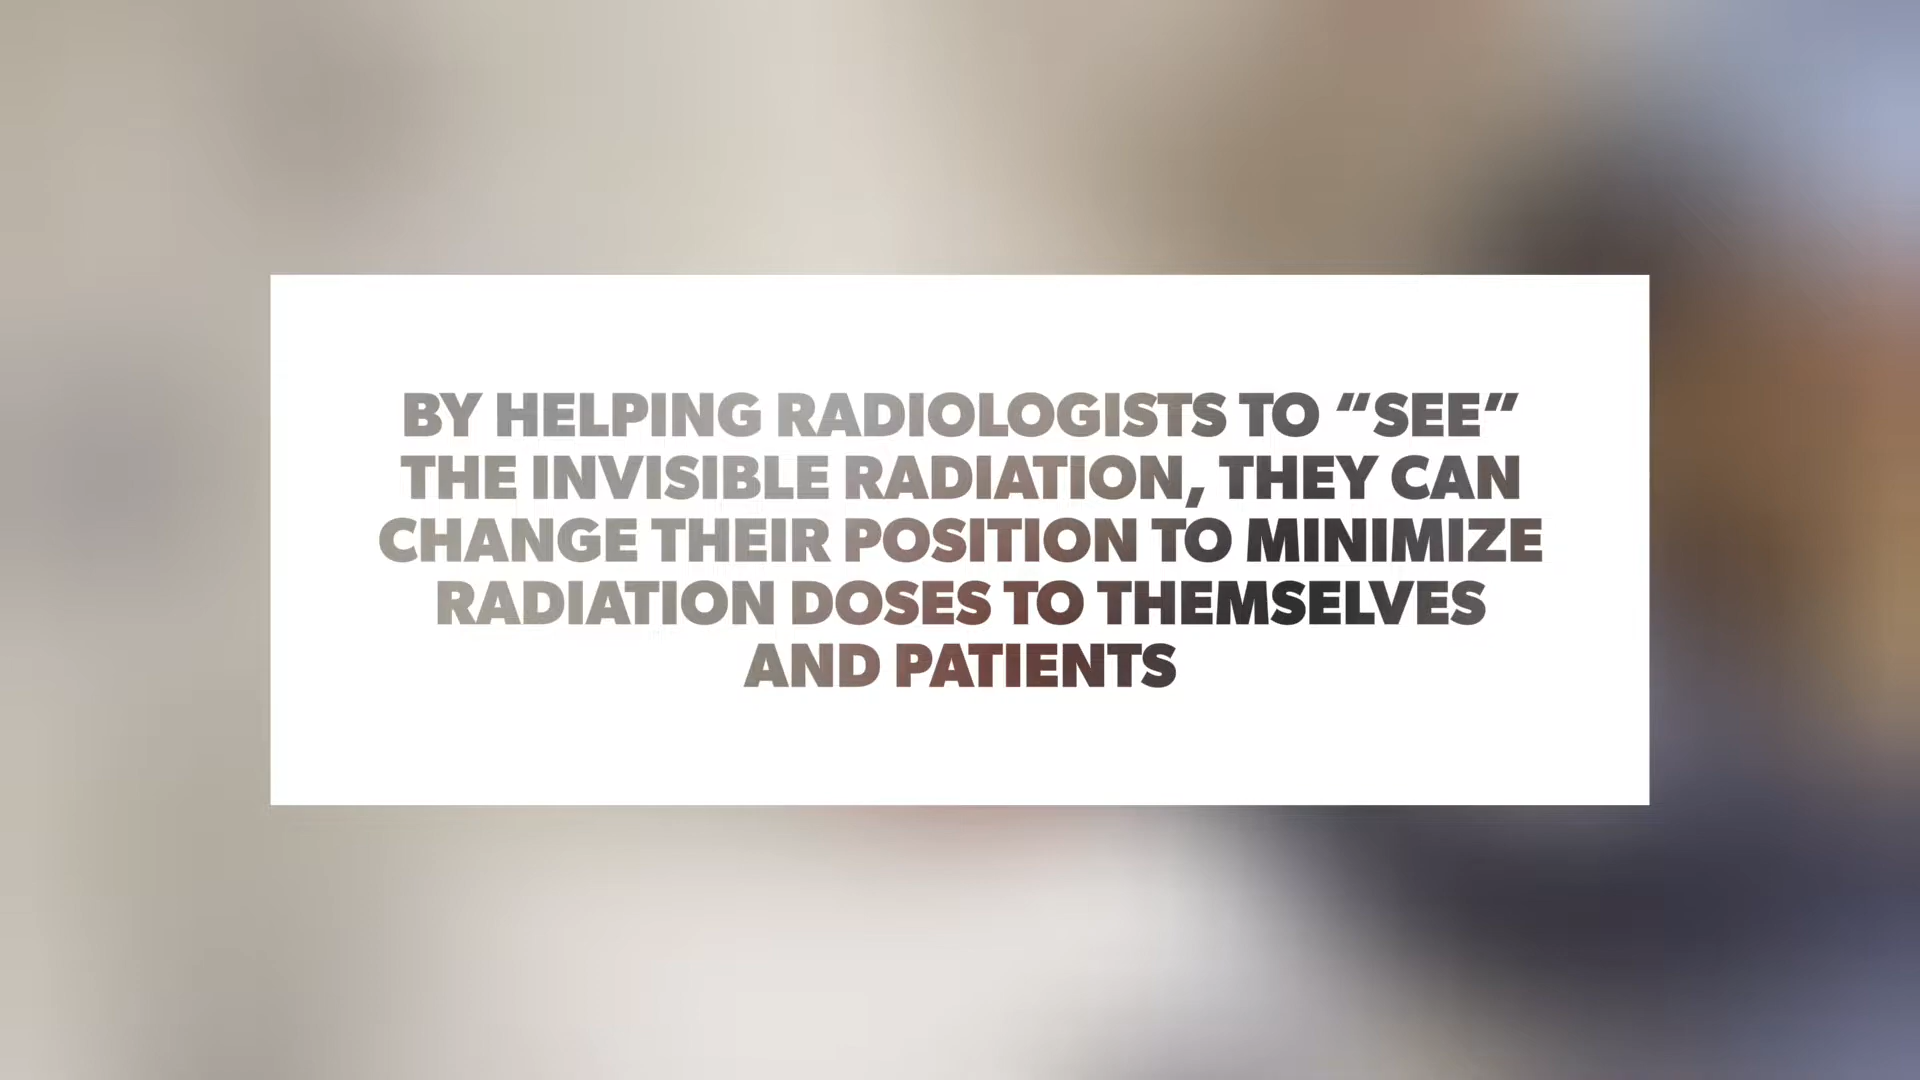 BY HELPING RADIOLOGISTS TO “SEE”
THE INVISIBLE RADIATION, THEY CAN
CHANGE THEIR POSITION TO MINIMIZE
RADIATION DOSES TO THEMSELVES
AND PATIENTS